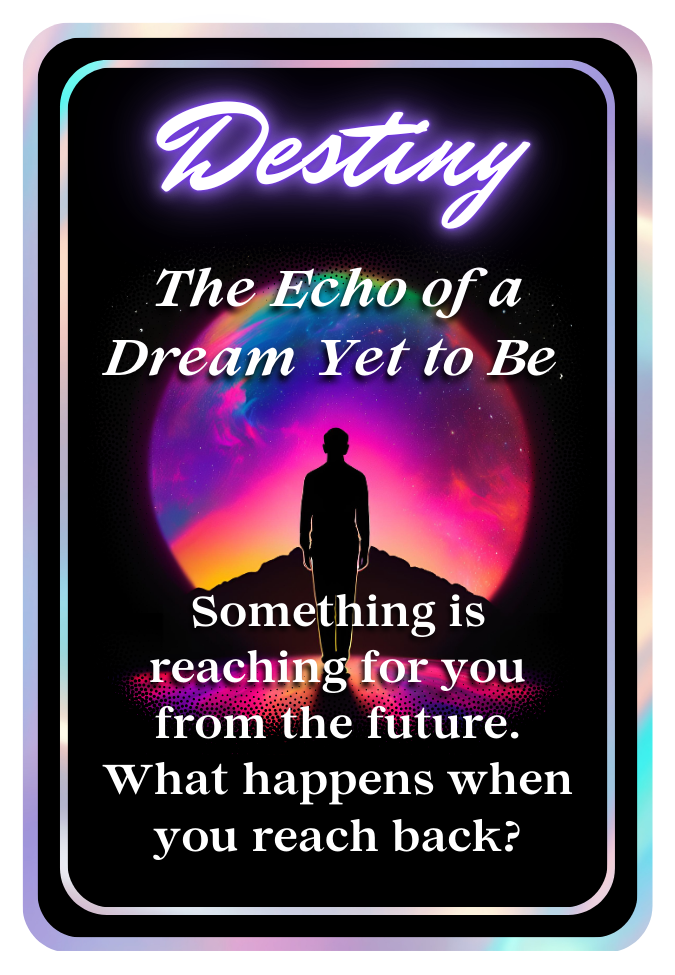 Destiny
The Echo of a
Dream Yet to Be
Something is
reaching for you
from the future.
What happens when
you reach back?